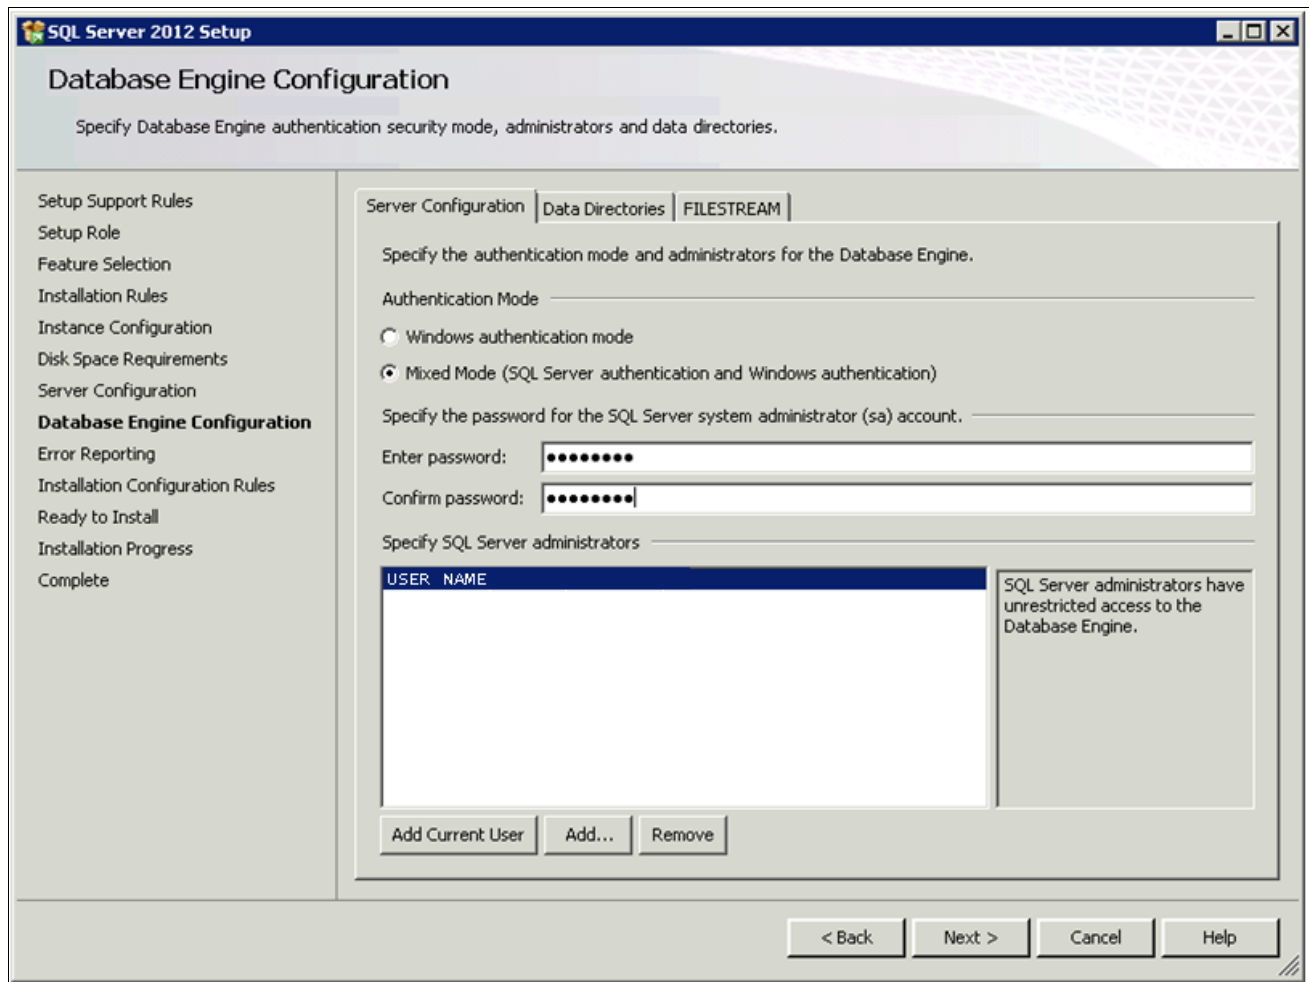 SQL Server 2012 Setup
Database Engine Configuration
Specify Database Engine authentication security mode, administrators and data directories.
Setup Support Rules
Setup Role
Feature Selection
Installation Rules
Instance Configuration
Disk Space Requirements
Server Configuration
Database Engine Configuration
Error Reporting
Installation Configuration Rules
Ready to Install
Installation Progress
Complete
Server Configuration Data Directories FILESTREAM
Specify the authentication mode and administrators for the Database Engine.
Authentication Mode
Windows authentication mode
Mixed Mode (SQL Server authentication and Windows authentication)
Specify the password for the SQL Server system administrator (sa) account.
Enter password: ●●●●●●●●
Confirm password: ●●●●●●●●
Specify SQL Server administrators
USER NAME
SQL Server administrators have
unrestricted access to the
Database Engine.
Add Current User Add... Remove
< Back Next > Cancel Help